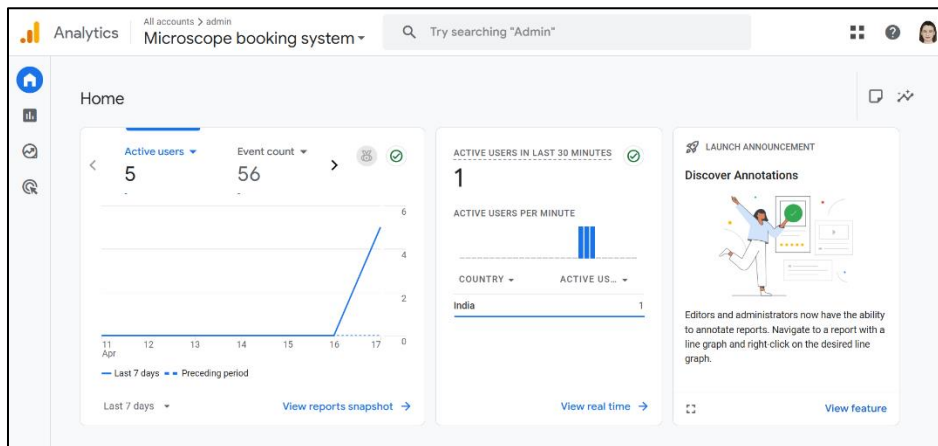 Analytics
All accounts > admin
Microscope booking system
Try searching "Admin"
Home
Active users
5
-
Event count
56
-
6
4
2
0
11
Apr
12
13
14
15
16
17
Last 7 days
Preceding period
Last 7 days
View reports snapshot
ACTIVE USERS IN LAST 30 MINUTES
1
ACTIVE USERS PER MINUTE
COUNTRY
ACTIVE US...
India
1
View real time
LAUNCH ANNOUNCEMENT
Discover Annotations
Editors and administrators now have the ability
to annotate reports. Navigate to a report with a
line graph and right-click on the desired line
graph.
View feature